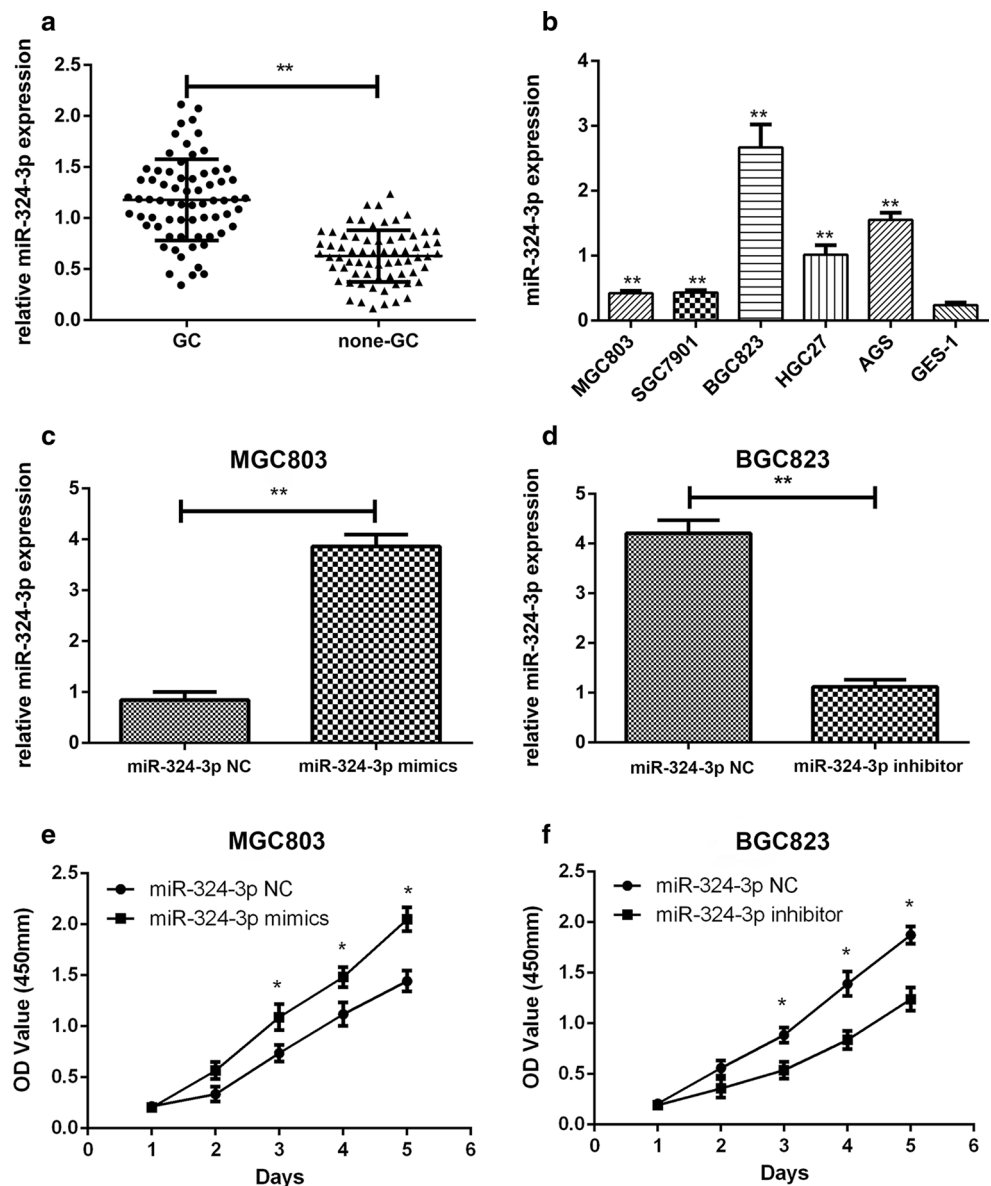 a
relative miR-324-3p expression
2.5
2.0
1.5
1.0
0.5
0.0
**
GC
none-GC
b
miR-324-3p expression
4
3
2
1
0
**
**
**
**
**
MGC803
SGC7901
BGC823
HGC27
AGS
GES-1
c
MGC803
relative miR-324-3p expression
5
4
3
2
1
0
**
miR-324-3p NC
miR-324-3p mimics
d
BGC823
relative miR-324-3p expression
5
4
3
2
1
0
**
miR-324-3p NC
miR-324-3p inhibitor
e
MGC803
OD Value (450mm)
2.5
2.0
1.5
1.0
0.5
0.0
miR-324-3p NC
miR-324-3p mimics
*
*
*
0 1 2 3 4 5 6
Days
f
BGC823
OD Value (450mm)
2.5
2.0
1.5
1.0
0.5
0.0
miR-324-3p NC
miR-324-3p inhibitor
*
*
*
0 1 2 3 4 5 6
Days